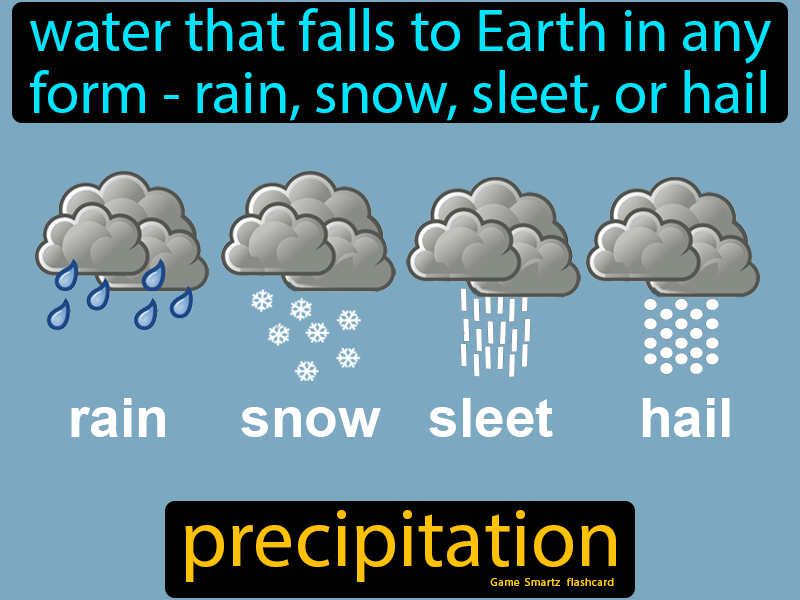 water that falls to Earth in any
form - rain, snow, sleet, or hail
rain snow sleet hail
precipitation
Game Smartz flashcard